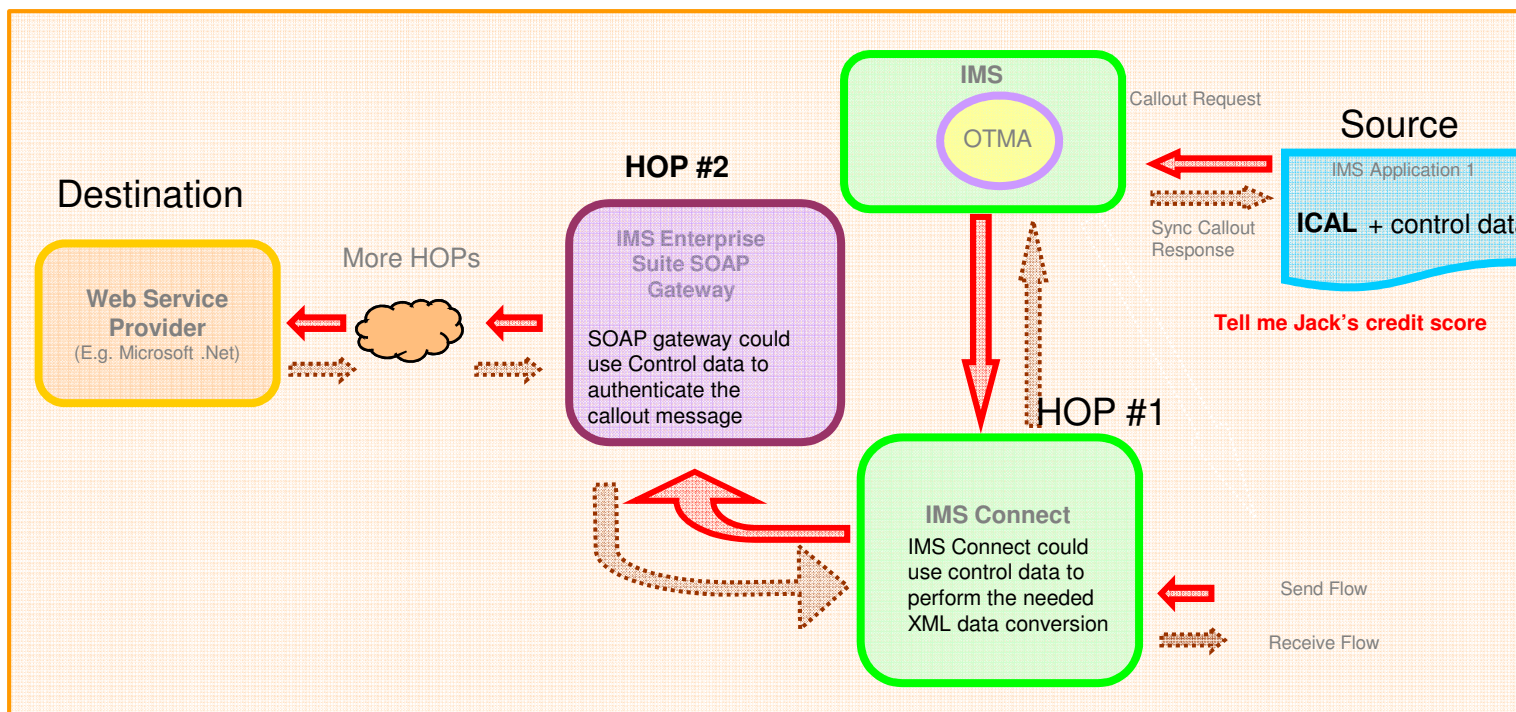 IMS
OTMA
Callout Request
Source
IMS Application 1
ICAL + control data
Sync Callout
Response
Tell me Jack's credit score
HOP #2
IMS Enterprise
Suite SOAP
Gateway
SOAP gateway could
use Control data to
authenticate the
callout message
Destination
More HOPs
Web Service
Provider
(E.g. Microsoft .Net)
HOP #1
IMS Connect
IMS Connect could
use control data to
perform the needed
XML data conversion
Send Flow
Receive Flow